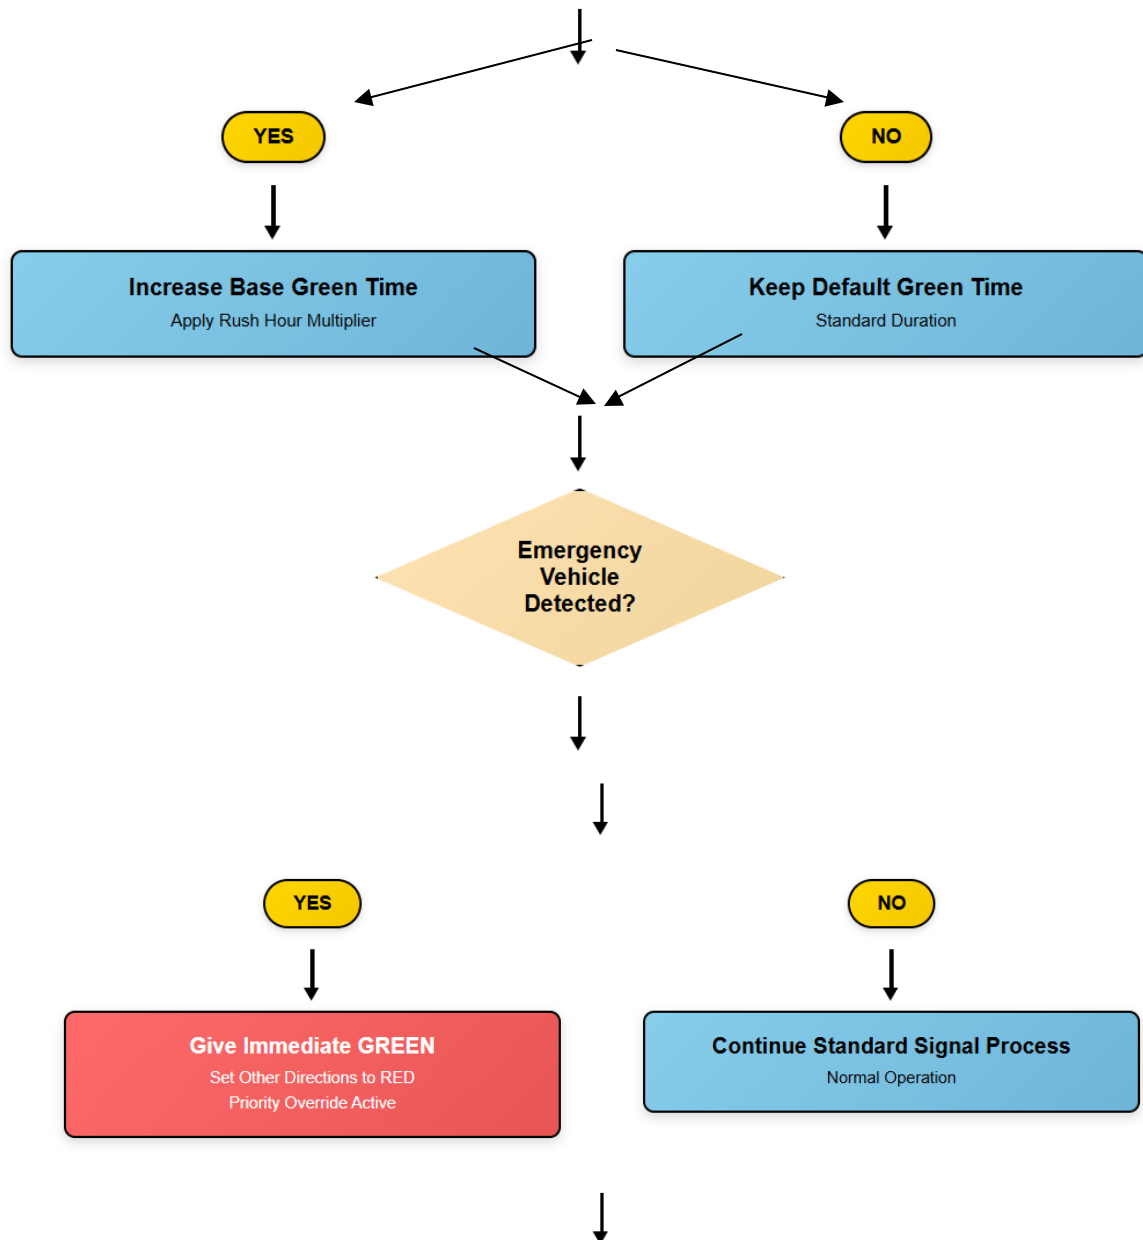 YES
NO
Increase Base Green Time
Apply Rush Hour Multiplier
Keep Default Green Time
Standard Duration
Emergency
Vehicle
Detected?
YES
NO
Give Immediate GREEN
Set Other Directions to RED
Priority Override Active
Continue Standard Signal Process
Normal Operation